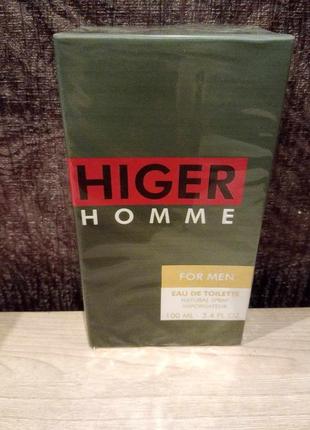 HIGER
HOMME
FOR MEN
EAU DE TOILETTE
NATURAL SPRAY
VAPORISATEUR
100 ML - 3.4 FL.OZ